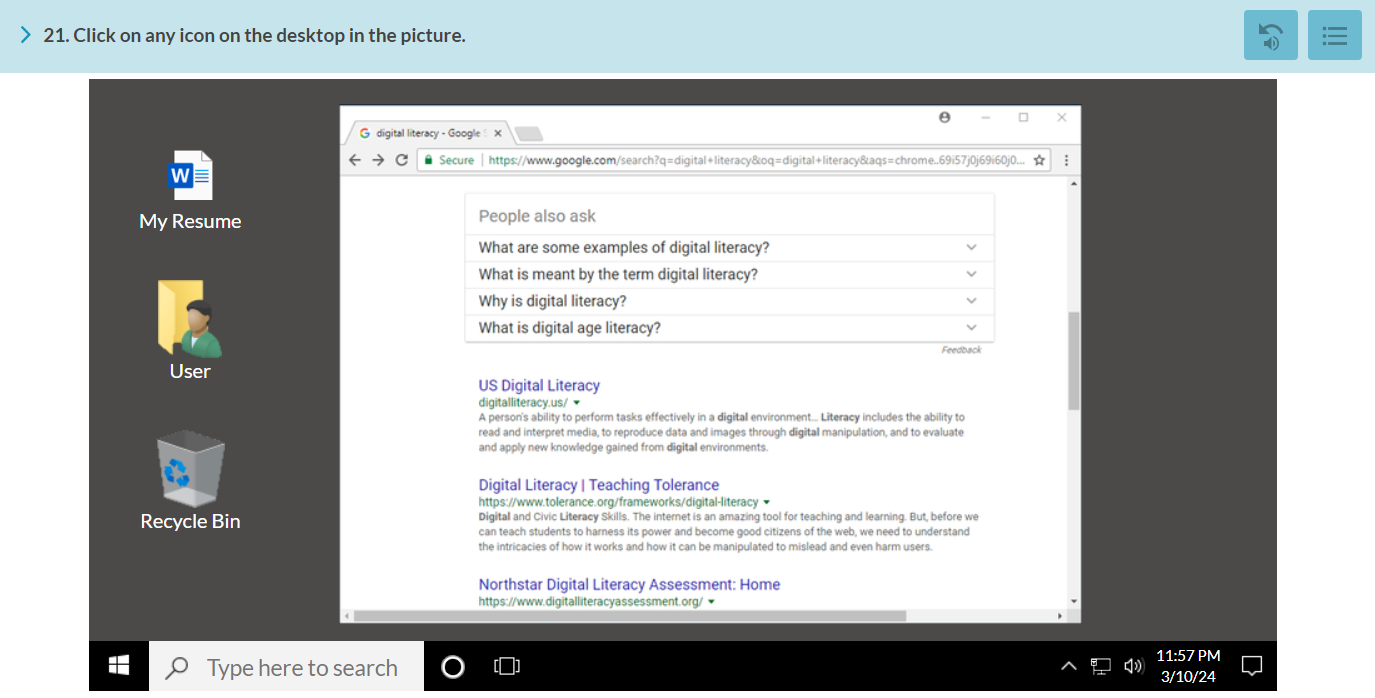 21. Click on any icon on the desktop in the picture.
digital literacy - Google S
Secure | https://www.google.com/search?q=digital+literacy&oq=digital+literacy&aqs=chrome..69i57j0j69i60j0...
W
My Resume
User
Recycle Bin
People also ask
What are some examples of digital literacy?
What is meant by the term digital literacy?
Why is digital literacy?
What is digital age literacy?
Feedback
US Digital Literacy
digitalliteracy.us/
A person's ability to perform tasks effectively in a digital environment... Literacy includes the ability to
read and interpret media, to reproduce data and images through digital manipulation, and to evaluate
and apply new knowledge gained from digital environments.
Digital Literacy | Teaching Tolerance
https://www.tolerance.org/frameworks/digital-literacy
Digital and Civic Literacy Skills. The internet is an amazing tool for teaching and learning. But, before we
can teach students to harness its power and become good citizens of the web, we need to understand
the intricacies of how it works and how it can be manipulated to mislead and even harm users.
Northstar Digital Literacy Assessment: Home
https://www.digitalliteracyassessment.org/
Type here to search
11:57 PM
3/10/24